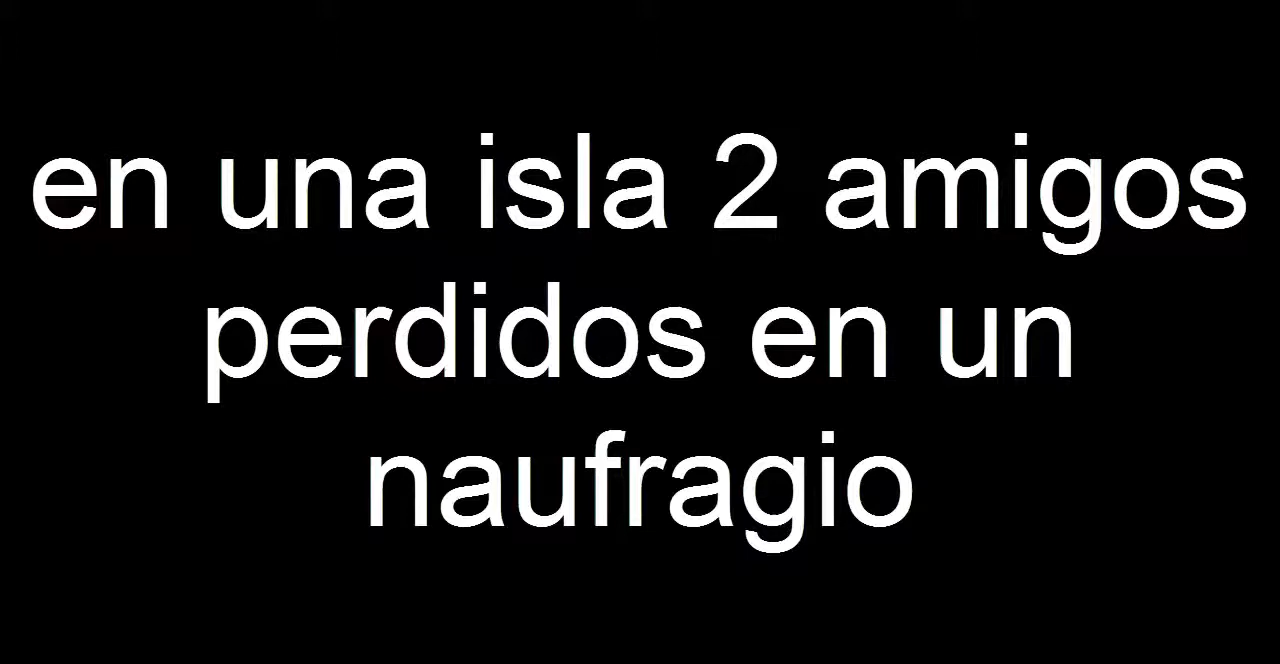 en una isla 2 amigos
perdidos en un
naufragio